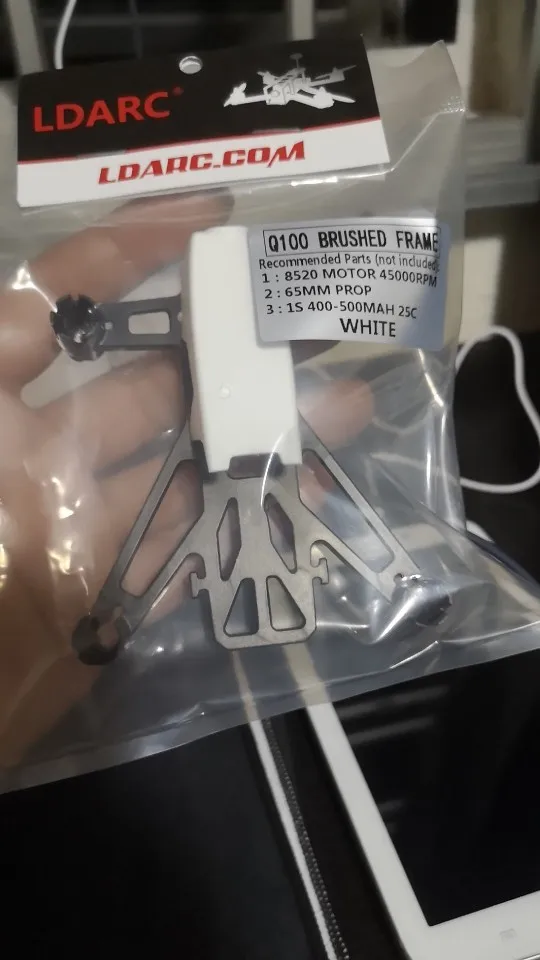 LDARC®
LDARC.COM
Q100 BRUSHED FRAME
Recommended Parts (not included):
1 : 8520 MOTOR 45000RPM
2 : 65MM PROP
3 : 1S 400-500MAH 25C
WHITE